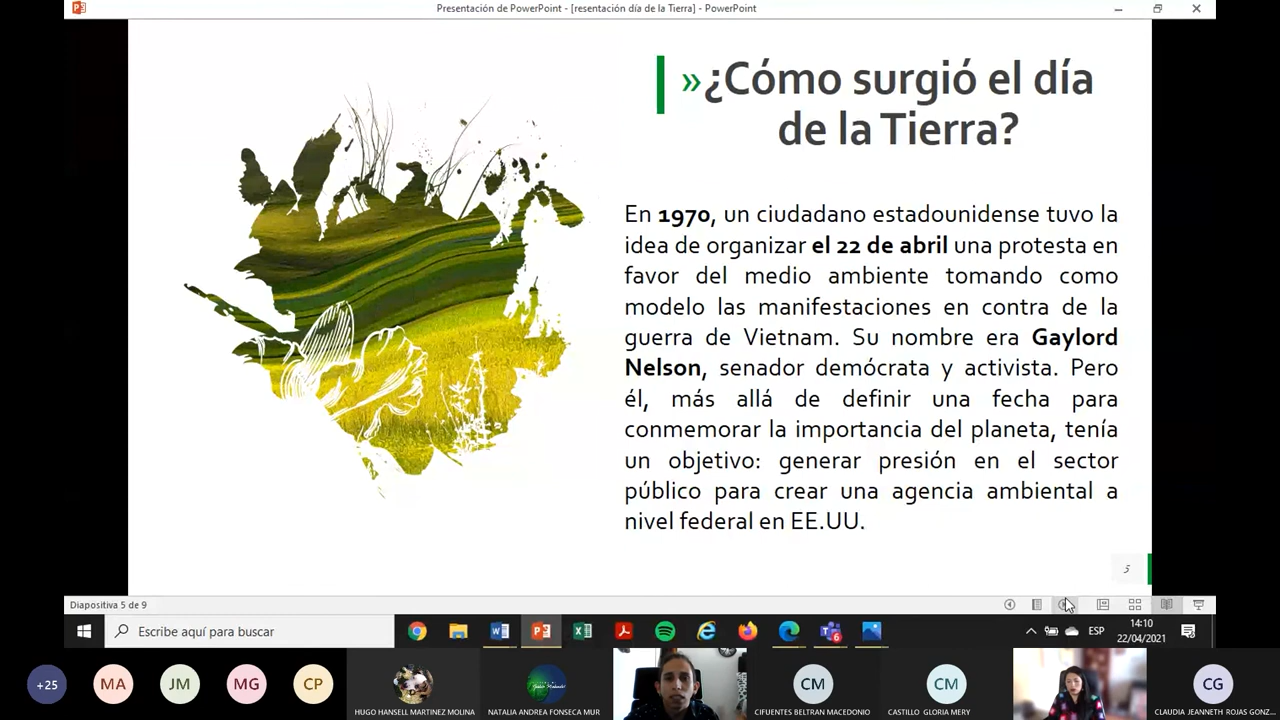 Presentación de PowerPoint - [resentación día de la Tierra] - PowerPoint
»¿Cómo surgió el día
de la Tierra?
En 1970, un ciudadano estadounidense tuvo la
idea de organizar el 22 de abril una protesta en
favor del medio ambiente tomando como
modelo las manifestaciones en contra de la
guerra de Vietnam. Su nombre era Gaylord
Nelson, senador demócrata y activista. Pero
él, más allá de definir una fecha para
conmemorar la importancia del planeta, tenía
un objetivo: generar presión en el sector
público para crear una agencia ambiental a
nivel federal en EE.UU.
5
Diapositiva 5 de 9
Escribe aquí para buscar
ESP
14:10
22/04/2021
+25
MA
JM
MG
CP
HUGO HANSELL MARTINEZ MOLINA
NATALIA ANDREA FONSECA MUR
CM
CIFUENTES BELTRAN MACEDONIO
CM
CASTILLO GLORIA MERY
CG
CLAUDIA JEANNETH ROJAS GONZ...